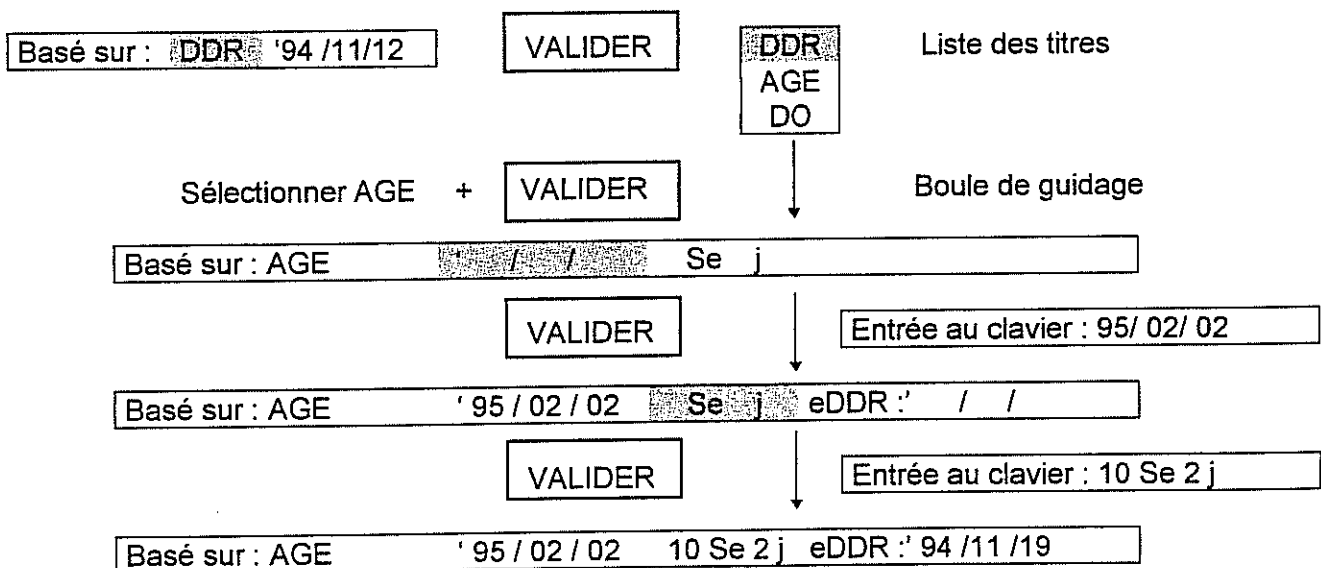 Basé sur : DDR '94 /11/12 VALIDER DDR Liste des titres
AGE
DO
Sélectionner AGE + VALIDER Boule de guidage
Basé sur : AGE ' / / Se j
VALIDER Entrée au clavier : 95/ 02/ 02
Basé sur : AGE ' 95 / 02 / 02 Se j eDDR :' / /
VALIDER Entrée au clavier : 10 Se 2 j
Basé sur : AGE ' 95 / 02 / 02 10 Se 2 j eDDR :' 94 /11 /19